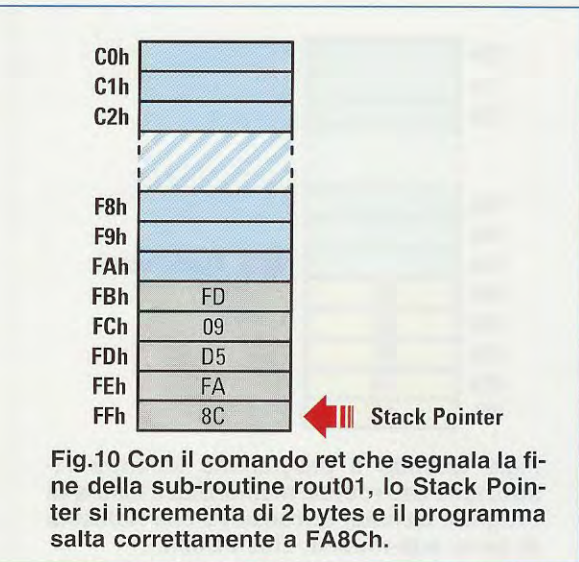 C0h
C1h
C2h
F8h
F9h
FAh
FBh FD
FCh 09
FDh D5
FEh FA
FFh 8C Stack Pointer
Fig.10 Con il comando ret che segnala la fi-
ne della sub-routine rout01, lo Stack Poin-
ter si incrementa di 2 bytes e il programma
salta correttamente a FA8Ch.